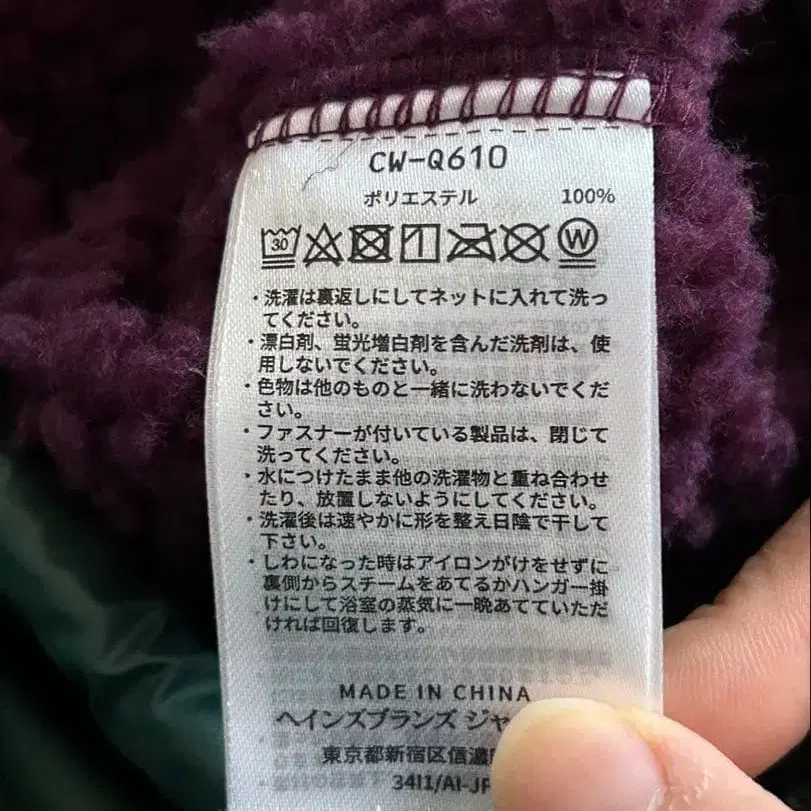 CW-Q610
ポリエステル 100%
30
W
・洗濯は裏返しにしてネットに入れて洗っ
てください。
・漂白剤、蛍光増白剤を含んだ洗剤は、使
用しないでください。
・色物は他のものと一緒に洗わないでくだ
さい。
・ファスナーが付いている製品は、閉じて
洗ってください。
・水につけたまま他の洗濯物と重ね合わせ
たり、放置しないようにしてください。
・洗濯後は速やかに形を整え日陰で干して
下さい。
・しわになった時はアイロンがけをせずに
裏側からスチームをあてるかハンガー掛
けにして浴室の蒸気に一晩あてていただ
ければ回復します。
MADE IN CHINA
ヘインズブランズ ジャ
東京都新宿区信濃
3411/AI-JP